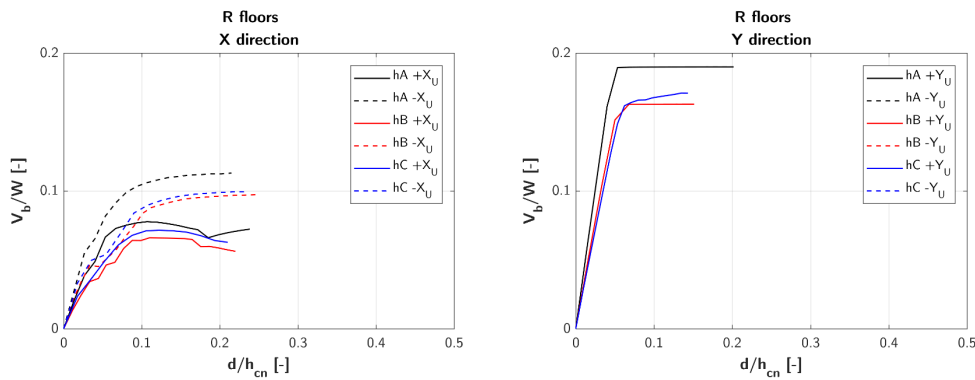 R floors
X direction
0.2
0.1
0
V_b/W [-]
hA +X_U
hA -X_U
hB +X_U
hB -X_U
hC +X_U
hC -X_U
0 0.1 0.2 0.3 0.4 0.5
d/h_cn [-]
R floors
Y direction
0.2
0.1
0
V_b/W [-]
hA +Y_U
hA -Y_U
hB +Y_U
hB -Y_U
hC +Y_U
hC -Y_U
0 0.1 0.2 0.3 0.4 0.5
d/h_cn [-]